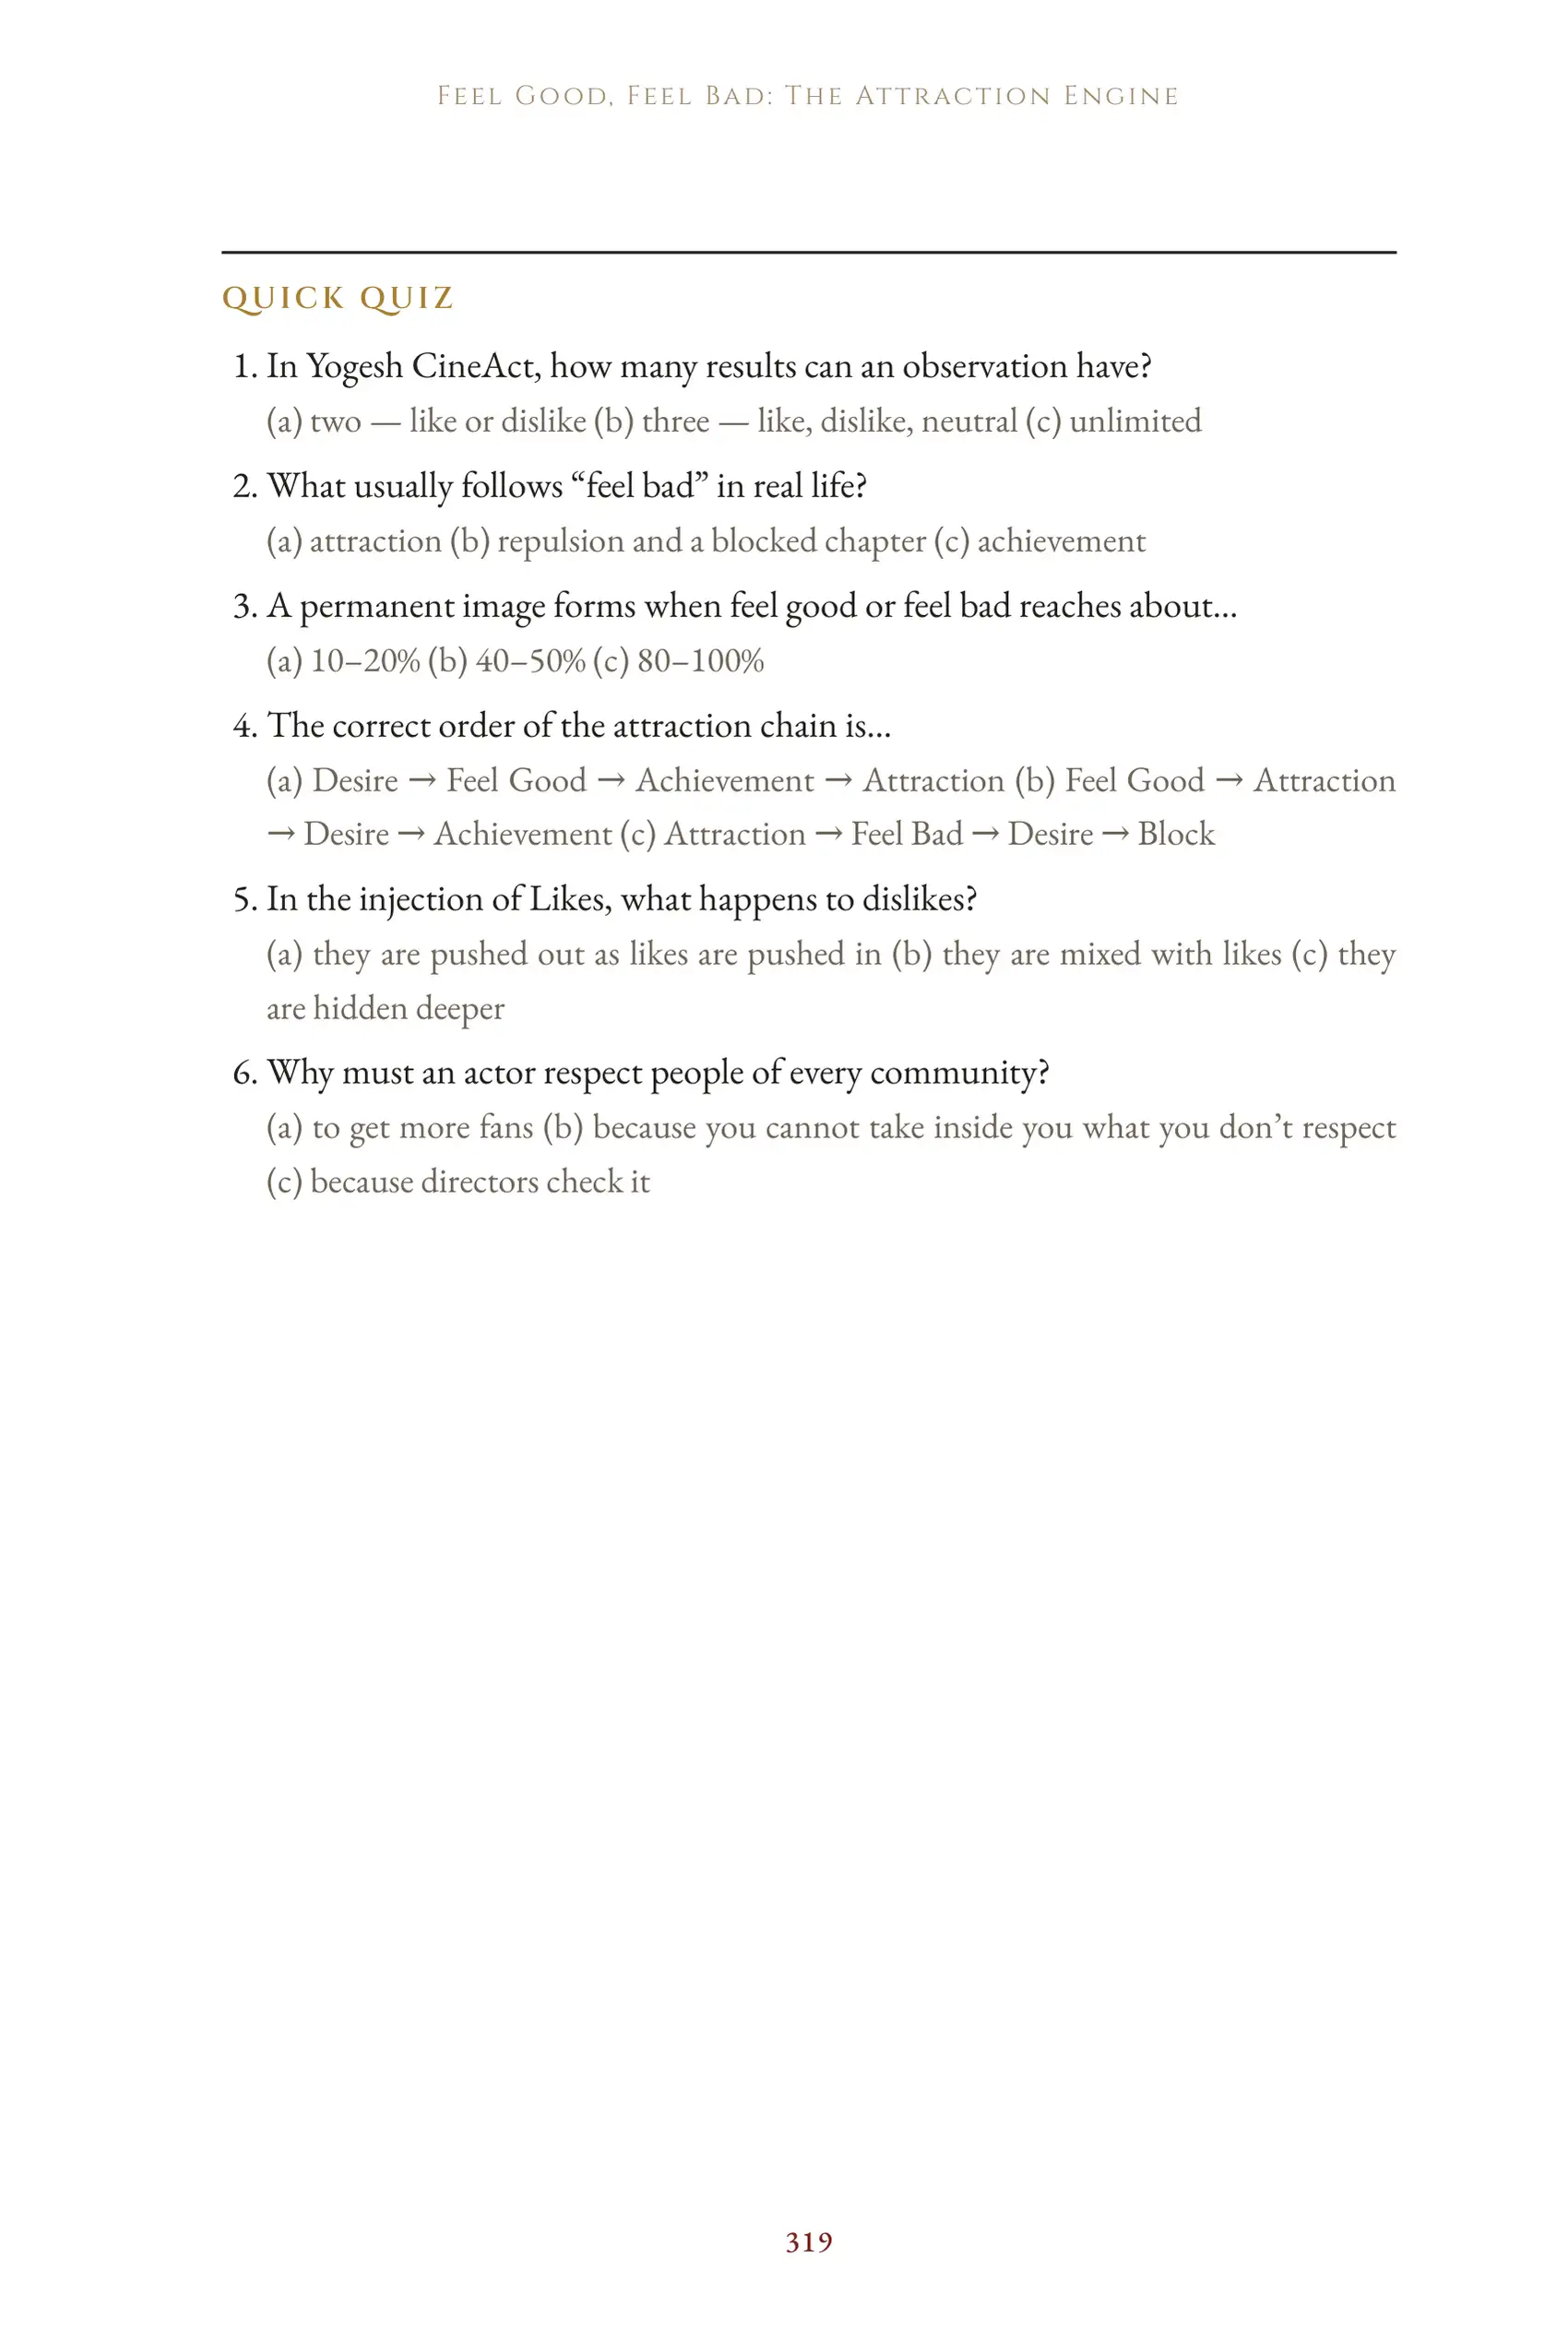 Feel Good, Feel Bad: The Attraction Engine
QUICK QUIZ
1. In Yogesh CineAct, how many results can an observation have?
(a) two — like or dislike (b) three — like, dislike, neutral (c) unlimited
2. What usually follows “feel bad” in real life?
(a) attraction (b) repulsion and a blocked chapter (c) achievement
3. A permanent image forms when feel good or feel bad reaches about…
(a) 10–20% (b) 40–50% (c) 80–100%
4. The correct order of the attraction chain is…
(a) Desire → Feel Good → Achievement → Attraction (b) Feel Good → Attraction
→ Desire → Achievement (c) Attraction → Feel Bad → Desire → Block
5. In the injection of Likes, what happens to dislikes?
(a) they are pushed out as likes are pushed in (b) they are mixed with likes (c) they
are hidden deeper
6. Why must an actor respect people of every community?
(a) to get more fans (b) because you cannot take inside you what you don’t respect
(c) because directors check it
319